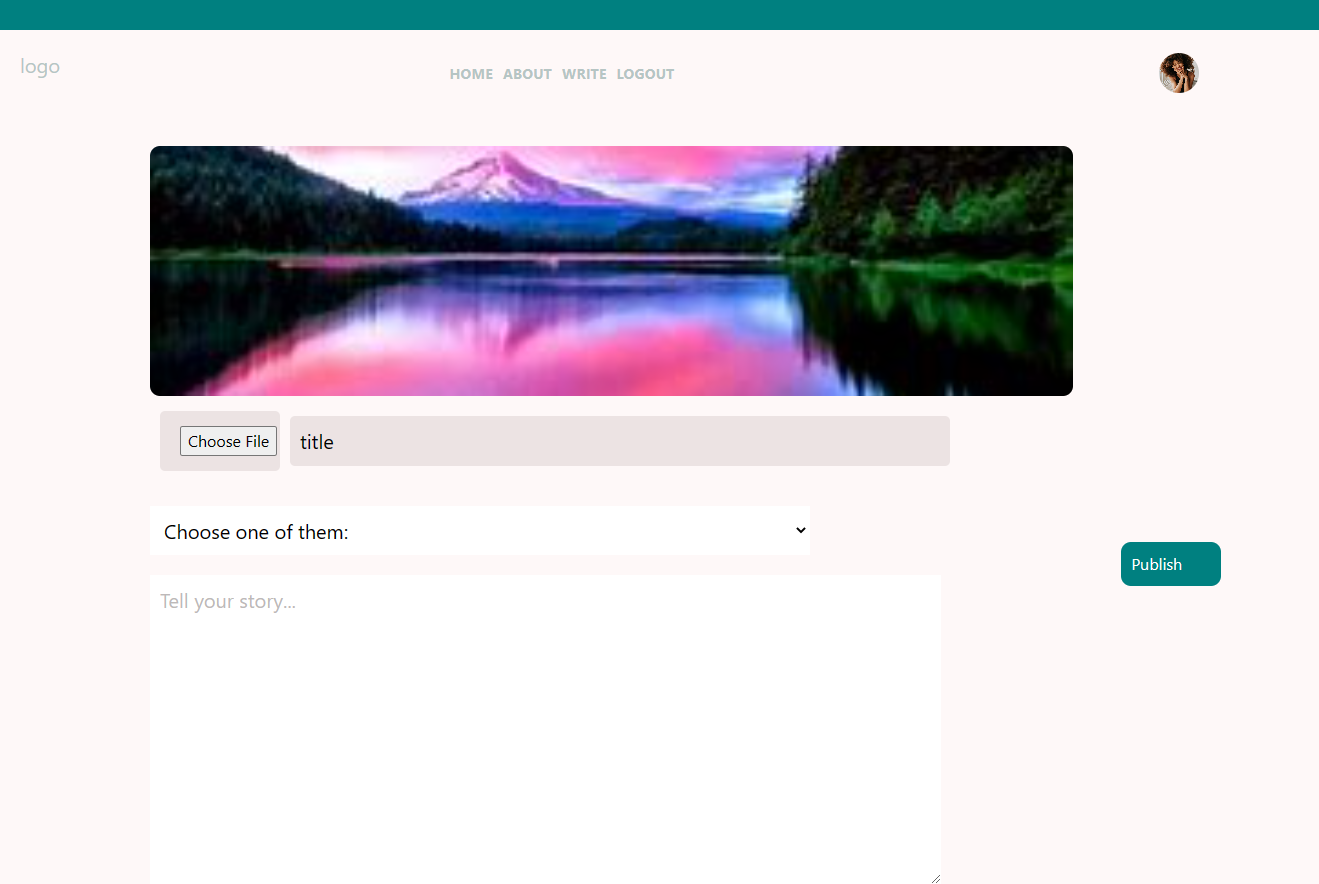 logo
HOME ABOUT WRITE LOGOUT
Choose File
title
Choose one of them:
Publish
Tell your story...